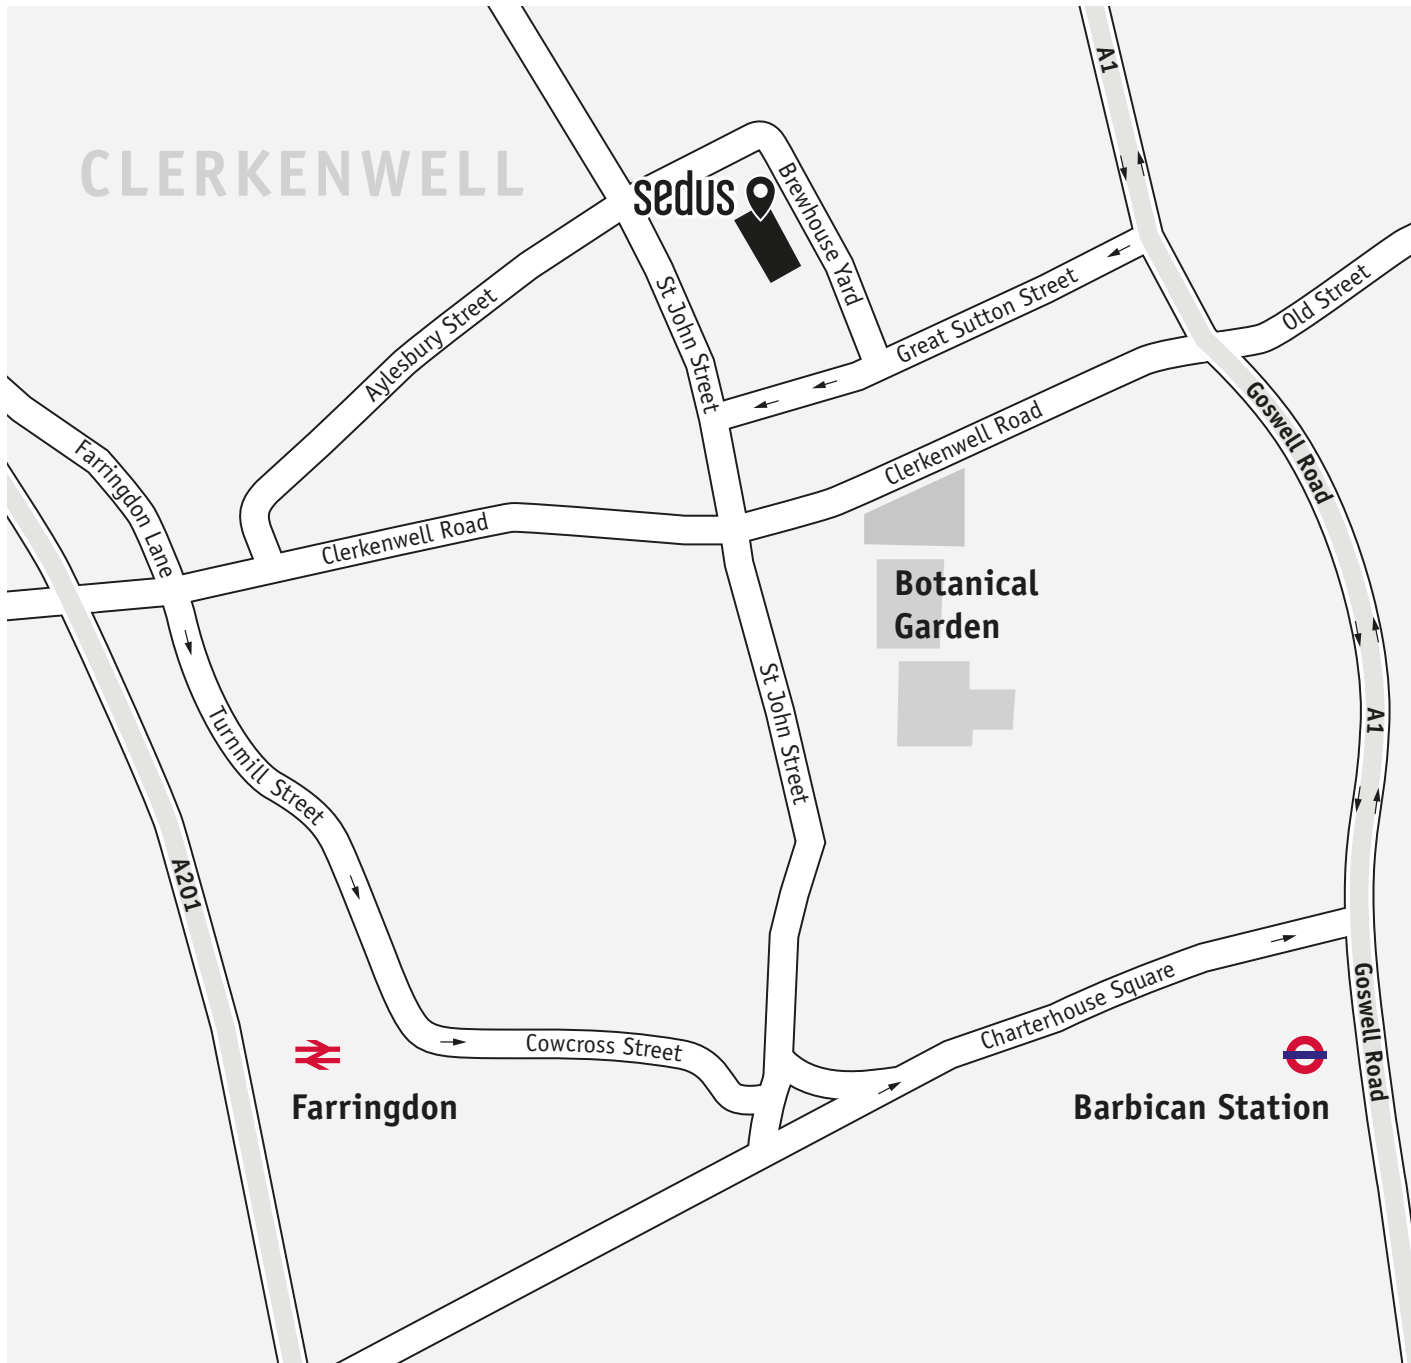 A1
CLERKENWELL
sedus
Brewhouse Yard
St John Street
Great Sutton Street
Old Street
Aylesbury Street
Goswell Road
Clerkenwell Road
Farringdon Lane
Clerkenwell Road
Botanical
Garden
St John Street
A1
Turnmill Street
A201
Charterhouse Square
Goswell Road
Cowcross Street
Farringdon
Barbican Station